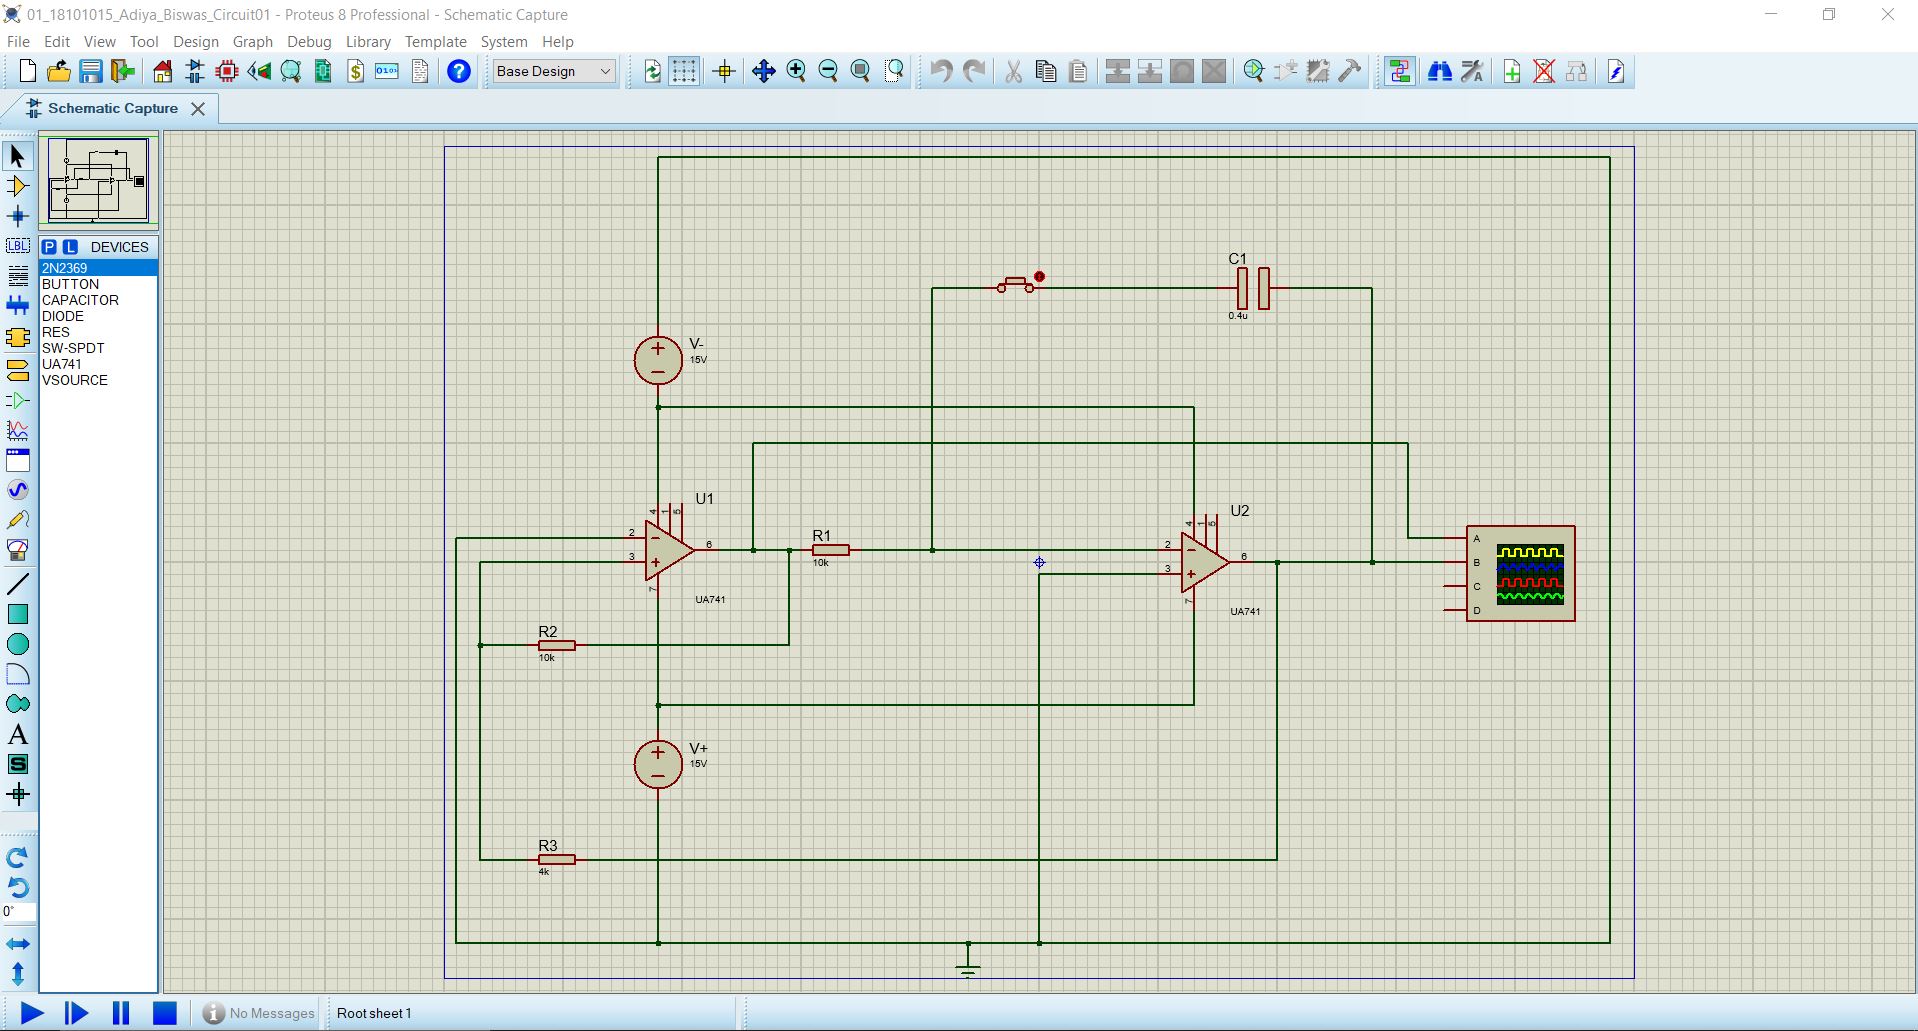 01_18101015_Adiya_Biswas_Circuit01 - Proteus 8 Professional - Schematic Capture
File Edit View Tool Design Graph Debug Library Template System Help
Base Design
Schematic Capture
P L DEVICES
2N2369
BUTTON
CAPACITOR
DIODE
RES
SW-SPDT
UA741
VSOURCE
LBL
A
S
0°
C1
0.4u
V-
15V
U1
4 1 5
2
3
6
7
UA741
R1
10k
U2
4 1 5
2
3
6
7
UA741
A
B
C
D
R2
10k
V+
15V
R3
4k
No Messages
Root sheet 1